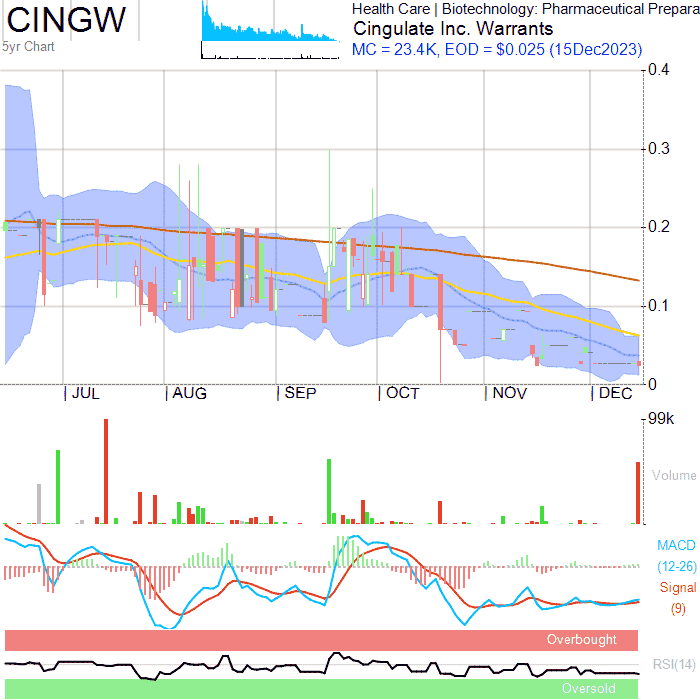 CINGW
5yr Chart
Health Care | Biotechnology: Pharmaceutical Prepara
Cingulate Inc. Warrants
MC = 23.4K, EOD = $0.025 (15Dec2023)
0.4
0.3
0.2
0.1
0
| JUL | AUG | SEP | OCT | NOV | DEC
99k
Volume
MACD
(12-26)
Signal
(9)
Overbought
RSI(14)
Oversold